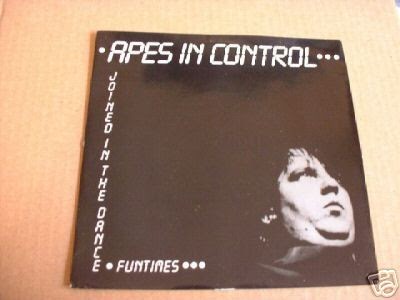 • APES IN CONTROL •••
JOINED IN THE DANCE
• FUNTIMES •••